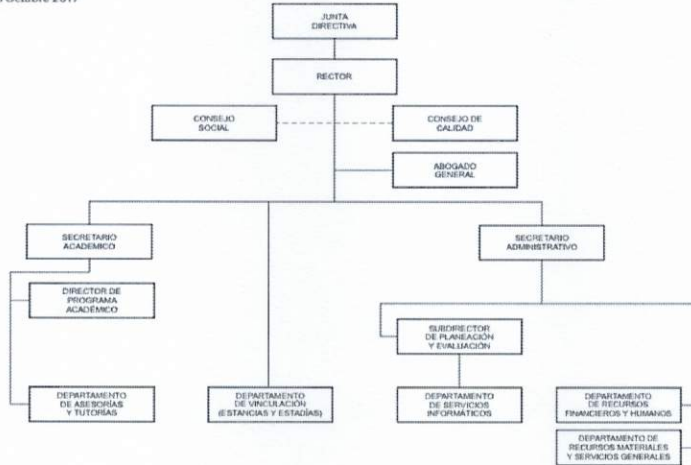 JUNTA
DIRECTIVA
RECTOR
CONSEJO
SOCIAL
CONSEJO DE
CALIDAD
ABOGADO
GENERAL
SECRETARIO
ACADÉMICO
SECRETARIO
ADMINISTRATIVO
DIRECTOR DE
PROGRAMA
ACADÉMICO
SUBDIRECTOR
DE PLANEACIÓN
Y EVALUACIÓN
DEPARTAMENTO
DE ASESORÍAS
Y TUTORÍAS
DEPARTAMENTO
DE VINCULACIÓN
(ESTANCIAS Y ESTADÍAS)
DEPARTAMENTO
DE SERVICIOS
INFORMÁTICOS
DEPARTAMENTO
DE RECURSOS
FINANCIEROS Y HUMANOS
DEPARTAMENTO DE
RECURSOS MATERIALES
Y SERVICIOS GENERALES